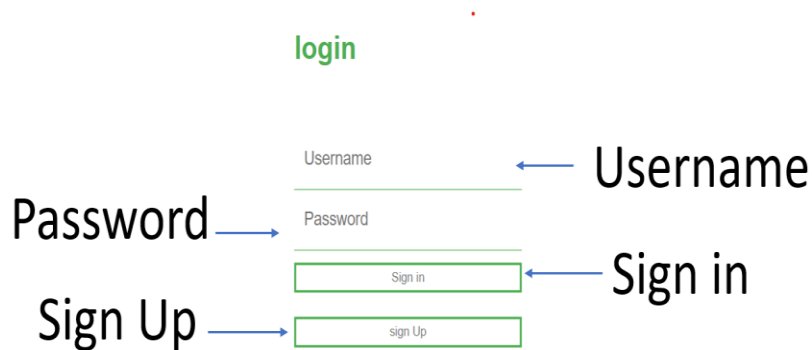 login
Username
Username
Password
Password
Sign in
Sign in
Sign Up
sign Up